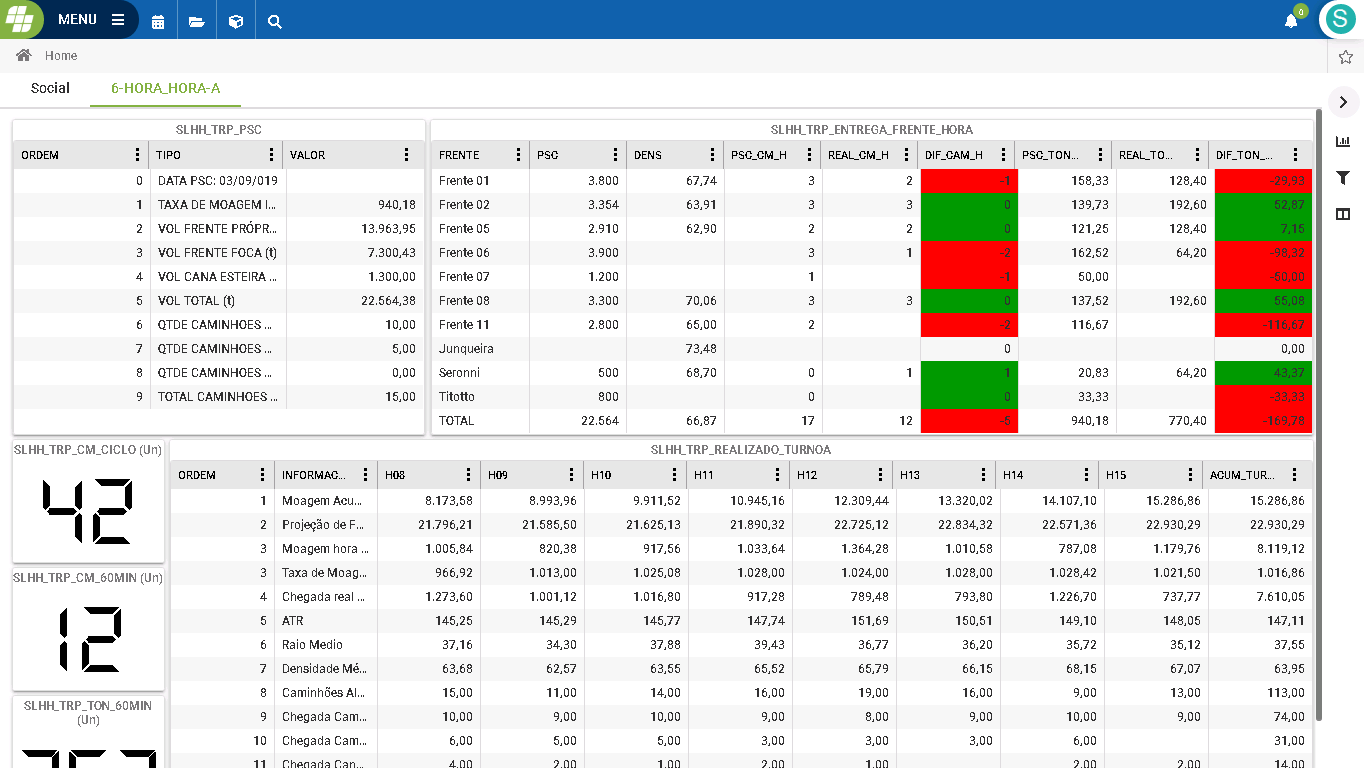 MENU
0
S
Home
Social 6-HORA_HORA-A
SLHH_TRP_PSC
ORDEM TIPO VALOR
0 DATA PSC: 03/09/019
1 TAXA DE MOAGEM I... 940,18
2 VOL FRENTE PRÓPR... 13.963,95
3 VOL FRENTE FOCA (t) 7.300,43
4 VOL CANA ESTEIRA ... 1.300,00
5 VOL TOTAL (t) 22.564,38
6 QTDE CAMINHOES ... 10,00
7 QTDE CAMINHOES ... 5,00
8 QTDE CAMINHOES ... 0,00
9 TOTAL CAMINHOES ... 15,00
SLHH_TRP_ENTREGA_FRENTE_HORA
FRENTE PSC DENS PSC_CM_H REAL_CM_H DIF_CAM_H PSC_TON... REAL_TO... DIF_TON_...
Frente 01 3.800 67,74 3 2 -1 158,33 128,40 -29,93
Frente 02 3.354 63,91 3 3 0 139,73 192,60 52,87
Frente 05 2.910 62,90 2 2 0 121,25 128,40 7,15
Frente 06 3.900 3 1 -2 162,52 64,20 -98,32
Frente 07 1.200 1 -1 50,00 -50,00
Frente 08 3.300 70,06 3 3 0 137,52 192,60 55,08
Frente 11 2.800 65,00 2 -2 116,67 -116,67
Junqueira 73,48 0 0,00
Seronni 500 68,70 0 1 1 20,83 64,20 43,37
Titotto 800 0 0 33,33 -33,33
TOTAL 22.564 66,87 17 12 -5 940,18 770,40 -169,78
SLHH_TRP_CM_CICLO (Un)
42
SLHH_TRP_CM_60MIN (Un)
12
SLHH_TRP_TON_60MIN
(Un)
SLHH_TRP_REALIZADO_TURNOA
ORDEM INFORMAC... H08 H09 H10 H11 H12 H13 H14 H15 ACUM_TUR...
1 Moagem Acu... 8.173,58 8.993,96 9.911,52 10.945,16 12.309,44 13.320,02 14.107,10 15.286,86 15.286,86
2 Projeção de F... 21.796,21 21.585,50 21.625,13 21.890,32 22.725,12 22.834,32 22.571,36 22.930,29 22.930,29
3 Moagem hora ... 1.005,84 820,38 917,56 1.033,64 1.364,28 1.010,58 787,08 1.179,76 8.119,12
3 Taxa de Moag... 966,92 1.013,00 1.025,08 1.028,00 1.024,00 1.028,00 1.028,42 1.021,50 1.016,86
4 Chegada real ... 1.273,60 1.001,12 1.016,80 917,28 789,48 793,80 1.226,70 737,77 7.610,05
5 ATR 145,25 145,29 145,77 147,74 151,69 150,51 149,10 148,05 147,11
6 Raio Medio 37,16 34,30 37,88 39,43 36,77 36,20 35,72 35,12 37,55
7 Densidade Mé... 63,68 62,57 63,55 65,52 65,79 66,15 68,15 67,07 63,95
8 Caminhões Al... 15,00 11,00 14,00 16,00 19,00 16,00 9,00 13,00 113,00
9 Chegada Cam... 10,00 9,00 10,00 9,00 8,00 9,00 10,00 9,00 74,00
10 Chegada Cam... 6,00 5,00 5,00 3,00 3,00 3,00 6,00 31,00
11 Chegada Can... 4,00 2,00 1,00 2,00 1,00 2,00 2,00 14,00